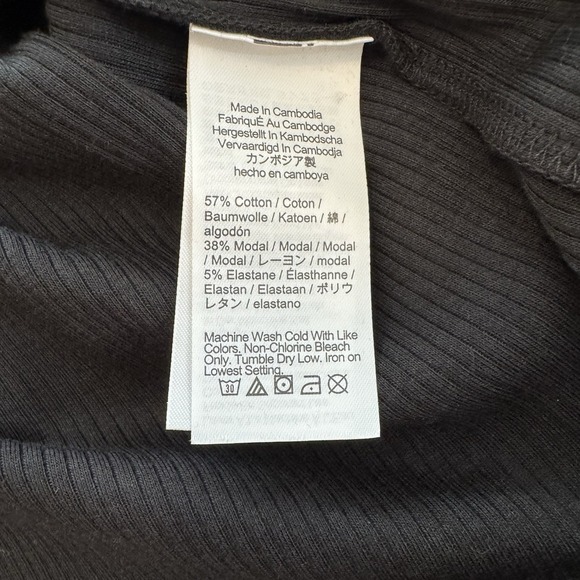 Made In Cambodia
FabriquÉ Au Cambodge
Hergestellt In Kambodscha
Vervaardigd In Cambodja
カンボジア製
hecho en camboya
57% Cotton / Coton /
Baumwolle / Katoen / 綿 /
algodón
38% Modal / Modal / Modal
/ Modal / レーヨン / modal
5% Elastane / Élasthanne /
Elastan / Elastaan / ポリウ
レタン / elastano
Machine Wash Cold With Like
Colors. Non-Chlorine Bleach
Only. Tumble Dry Low. Iron on
Lowest Setting.
30